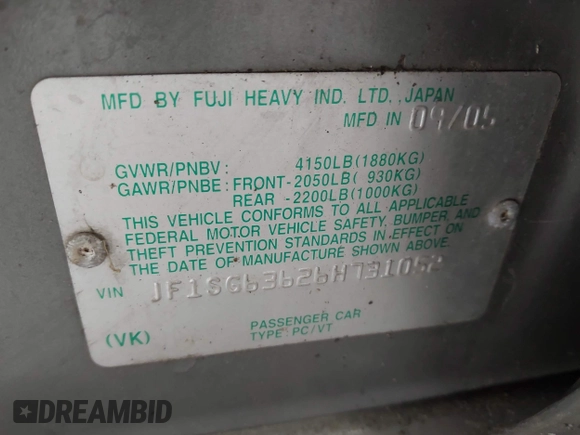 MFD BY FUJI HEAVY IND. LTD., JAPAN
MFD IN 09/05
GVWR/PNBV : 4150LB(1880KG)
GAWR/PNBE : FRONT-2050LB( 930KG)
REAR -2200LB(1000KG)
THIS VEHICLE CONFORMS TO ALL APPLICABLE
FEDERAL MOTOR VEHICLE SAFETY, BUMPER, AND
THEFT PREVENTION STANDARDS IN EFFECT ON
THE DATE OF MANUFACTURE SHOWN ABOVE.
VIN JF1SG63626H731052
PASSENGER CAR
(VK) TYPE: PC/VT
DREAMBID